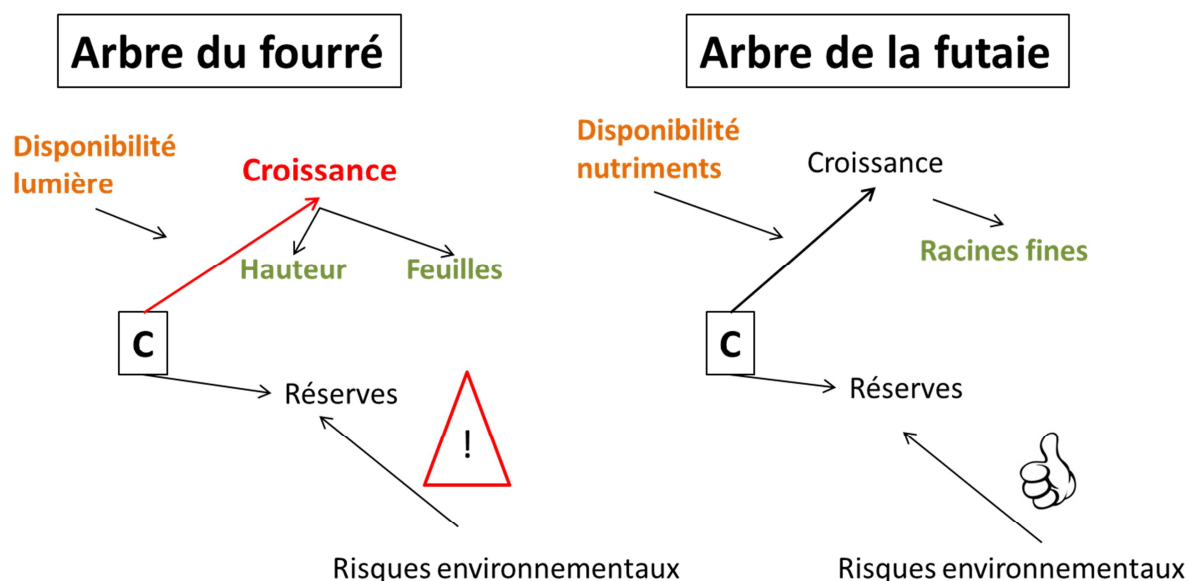 Arbre du fourré
Disponibilité
lumière
Croissance
Hauteur
Feuilles
C
Réserves
!
Risques environnementaux
Arbre de la futaie
Disponibilité
nutriments
Croissance
Racines fines
C
Réserves
Risques environnementaux